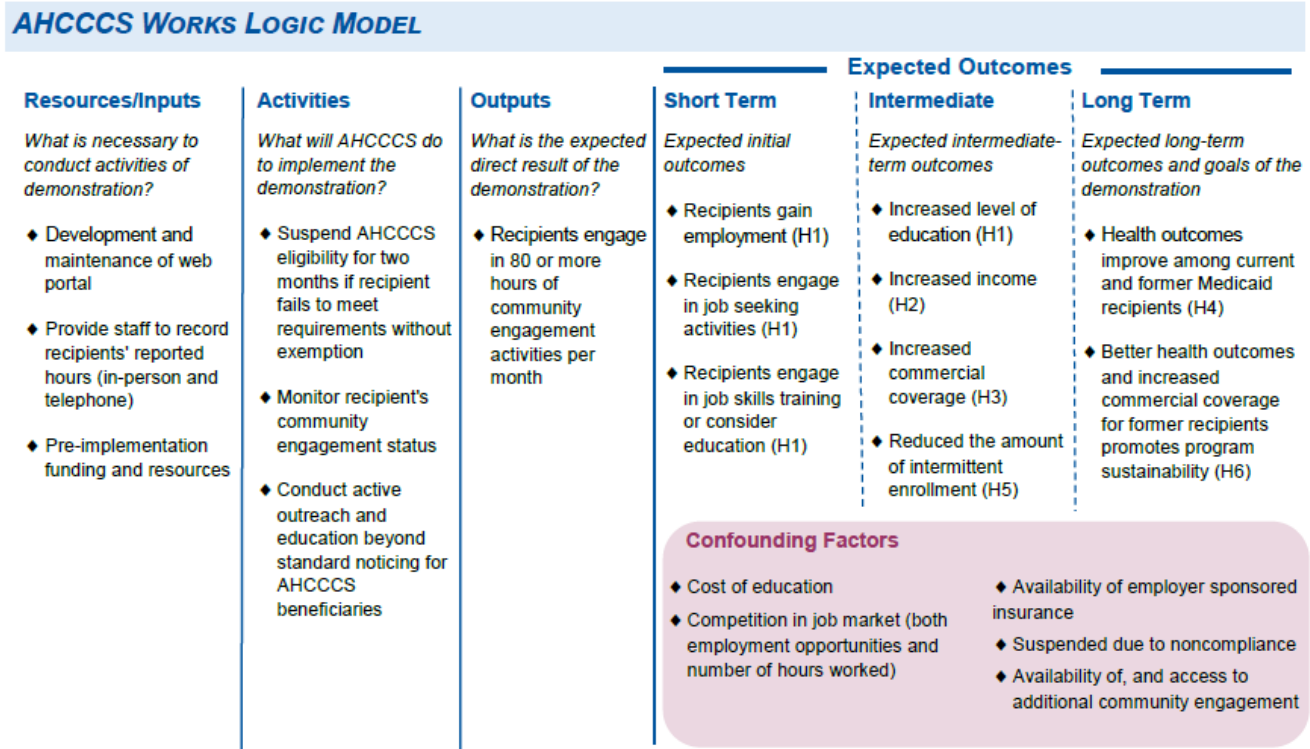 AHCCCS WORKS LOGIC MODEL
Expected Outcomes
Resources/Inputs
What is necessary to
conduct activities of
demonstration?
♦ Development and
maintenance of web
portal
♦ Provide staff to record
recipients' reported
hours (in-person and
telephone)
♦ Pre-implementation
funding and resources
Activities
What will AHCCCS do
to implement the
demonstration?
♦ Suspend AHCCCS
eligibility for two
months if recipient
fails to meet
requirements without
exemption
♦ Monitor recipient's
community
engagement status
♦ Conduct active
outreach and
education beyond
standard noticing for
AHCCCS
beneficiaries
Outputs
What is the expected
direct result of the
demonstration?
♦ Recipients engage
in 80 or more
hours of
community
engagement
activities per
month
Short Term
Expected initial
outcomes
♦ Recipients gain
employment (H1)
♦ Recipients engage
in job seeking
activities (H1)
♦ Recipients engage
in job skills training
or consider
education (H1)
Intermediate
Expected intermediate-
term outcomes
♦ Increased level of
education (H1)
♦ Increased income
(H2)
♦ Increased
commercial
coverage (H3)
♦ Reduced the amount
of intermittent
enrollment (H5)
Long Term
Expected long-term
outcomes and goals of the
demonstration
♦ Health outcomes
improve among current
and former Medicaid
recipients (H4)
♦ Better health outcomes
and increased
commercial coverage
for former recipients
promotes program
sustainability (H6)
Confounding Factors
♦ Cost of education
♦ Competition in job market (both
employment opportunities and
number of hours worked)
♦ Availability of employer sponsored
insurance
♦ Suspended due to noncompliance
♦ Availability of, and access to
additional community engagement